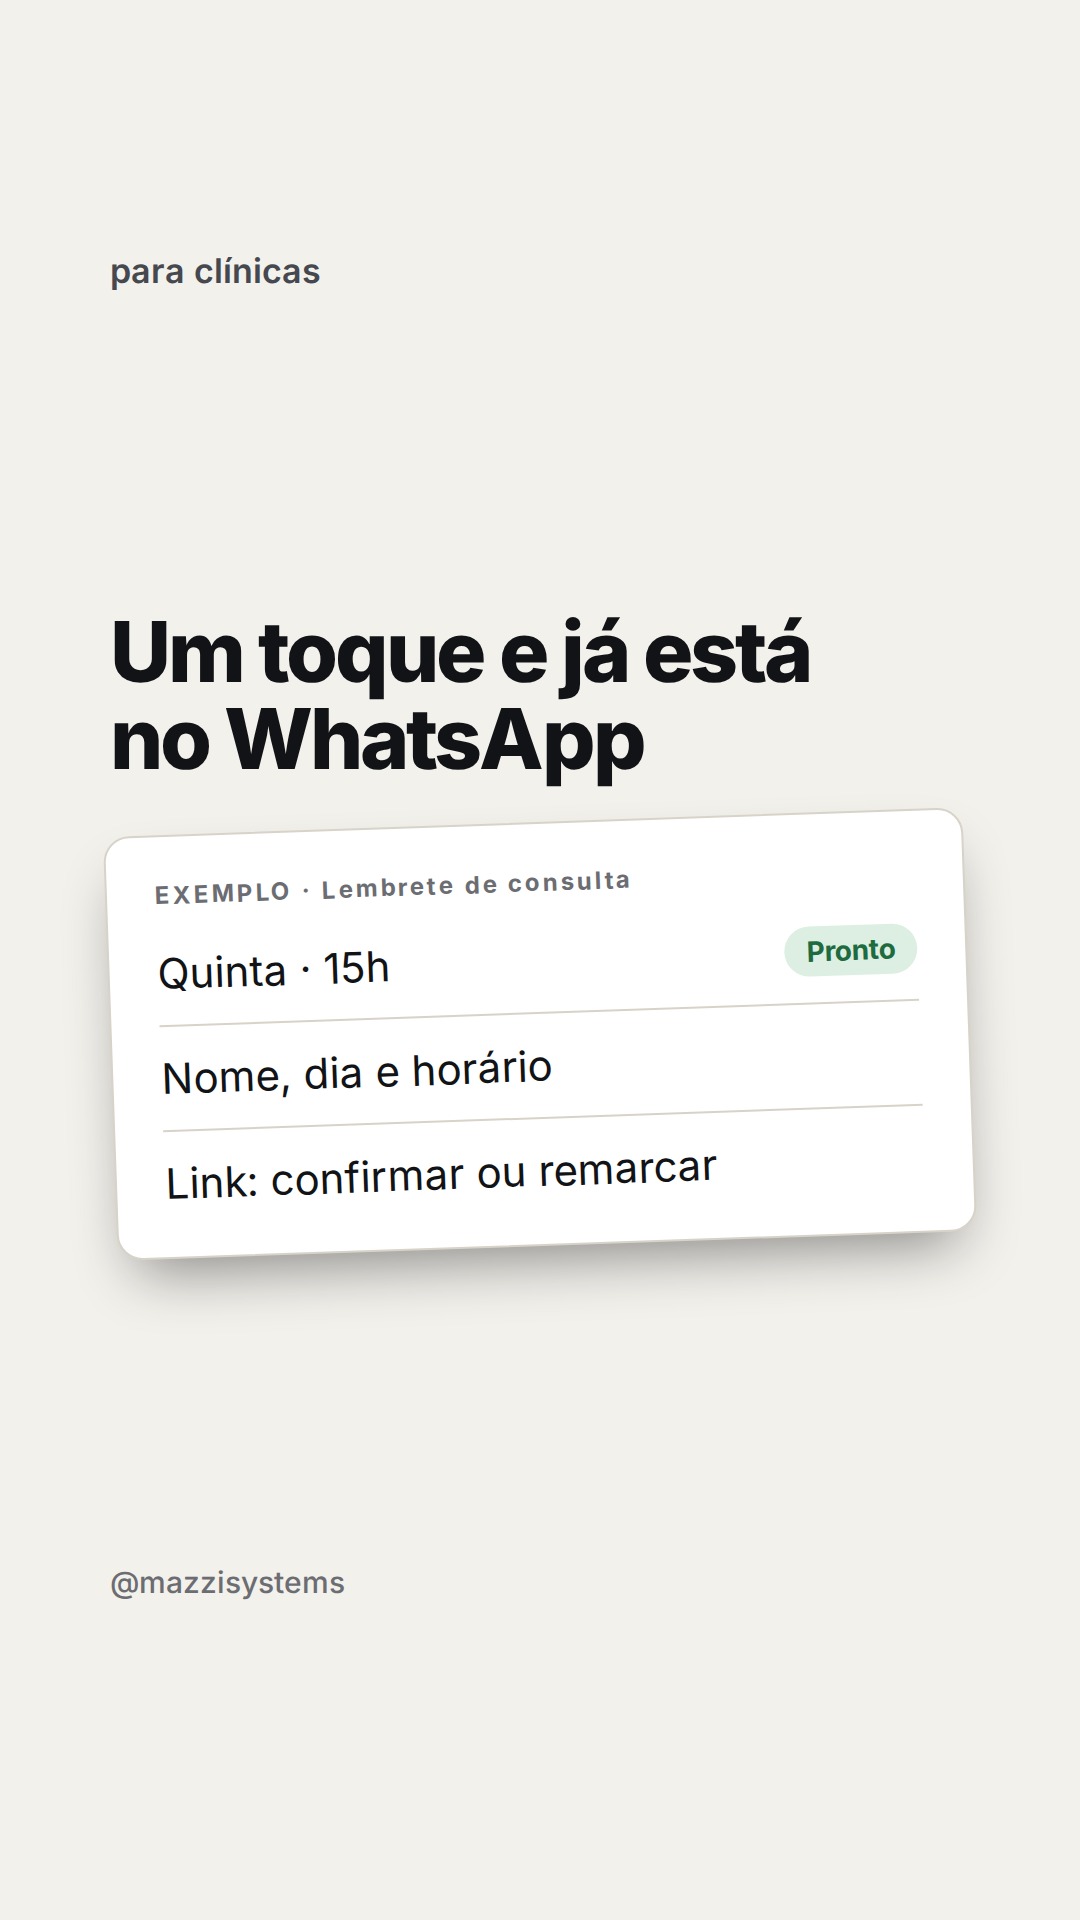 para clínicas
Um toque e já está
no WhatsApp
EXEMPLO · Lembrete de consulta
Quinta · 15h
Pronto
Nome, dia e horário
Link: confirmar ou remarcar
@mazzisystems